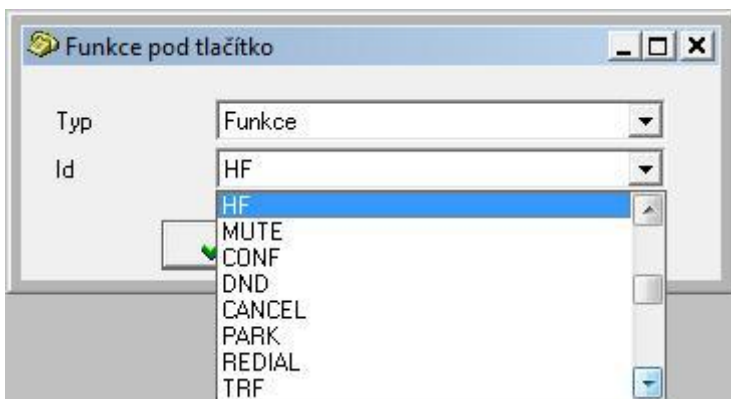 Funkce pod tlačítko
Typ Funkce
Id HF
HF
MUTE
CONF
DND
CANCEL
PARK
REDIAL
TRF